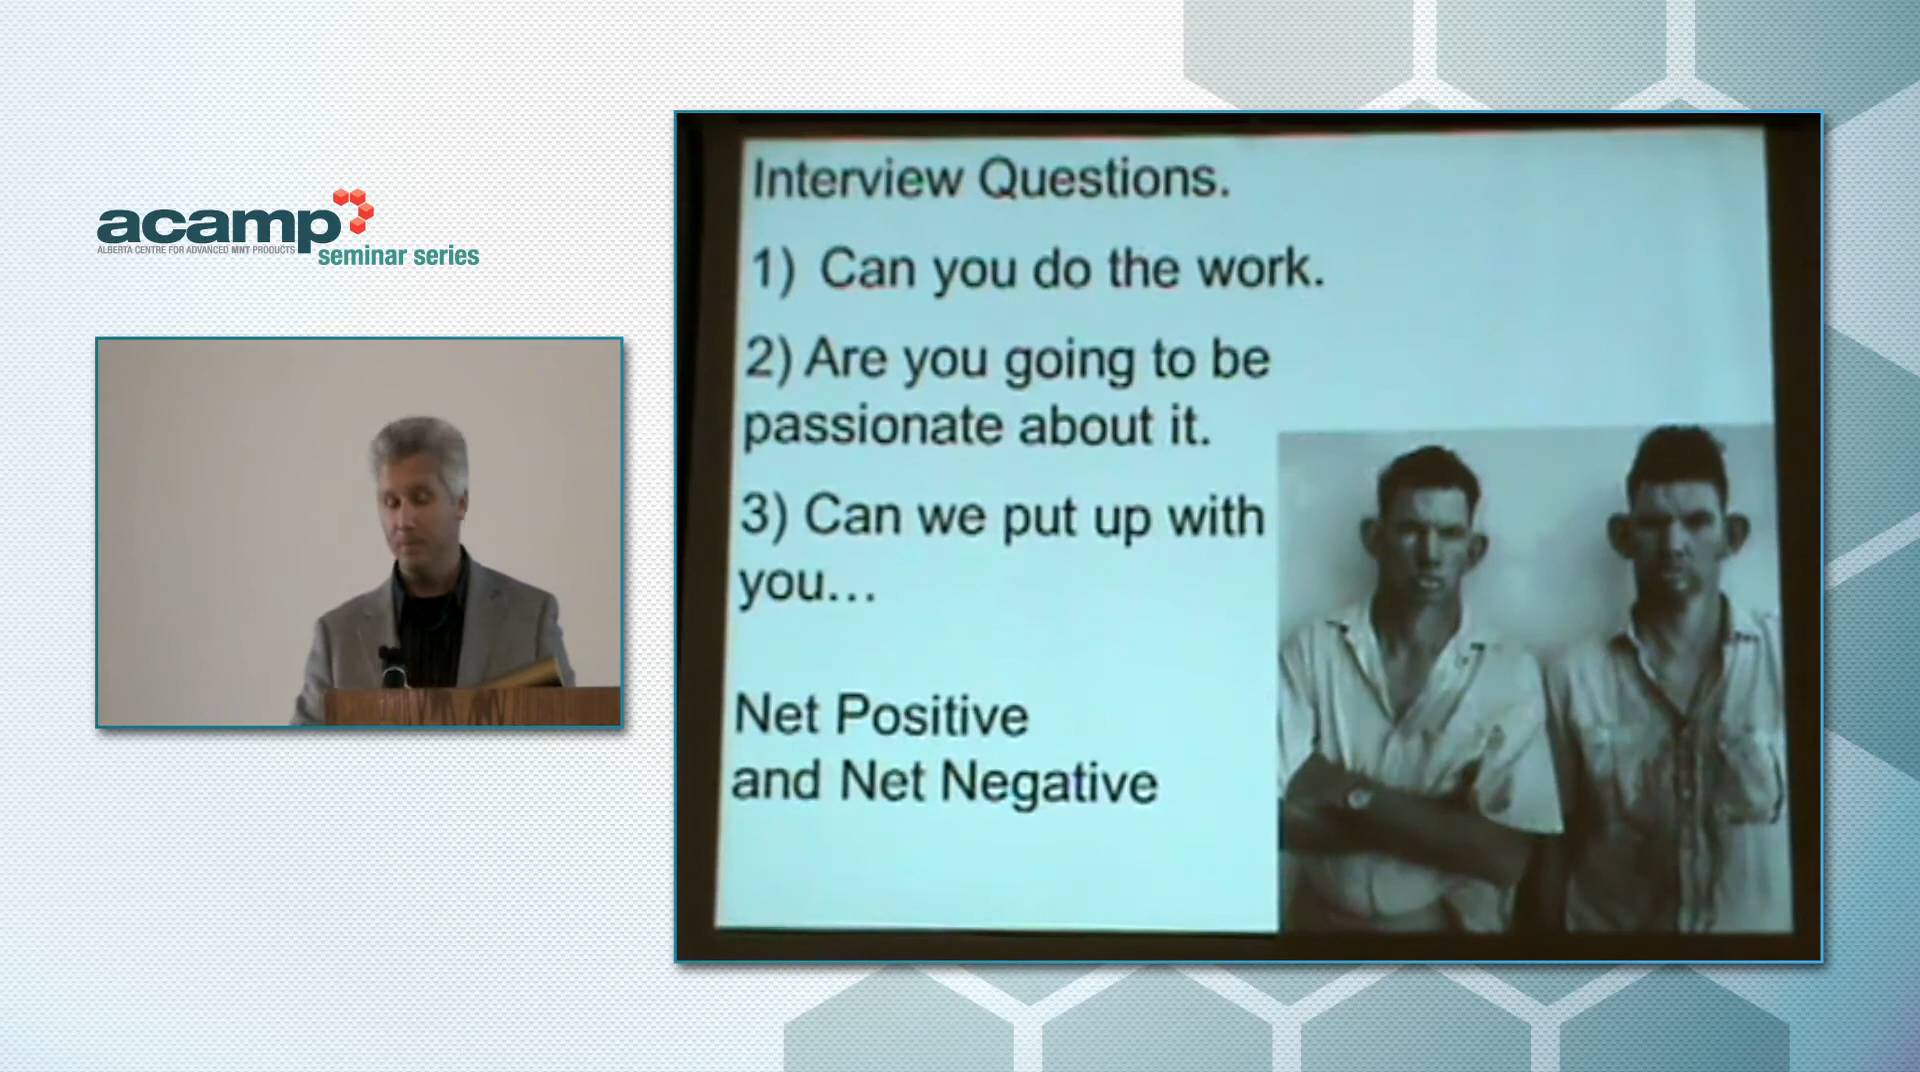 acamp
ALBERTA CENTRE FOR ADVANCED MNT PRODUCTS
seminar series
Interview Questions.
1) Can you do the work.
2) Are you going to be
passionate about it.
3) Can we put up with
you...
Net Positive
and Net Negative